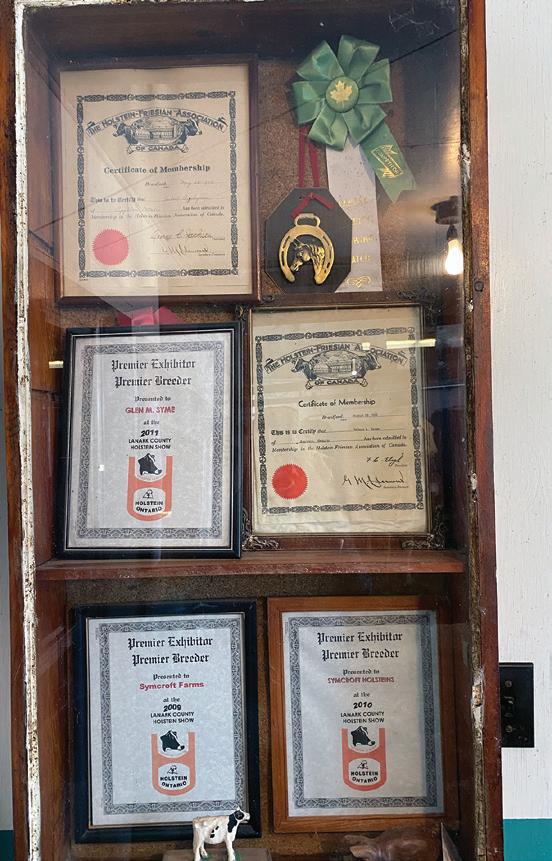 THE HOLSTEIN-FRIESIAN ASSOCIATION
OF CANADA
Certificate of Membership
Brantford,
This is to Certify that
of has been admitted to
Membership in the Holstein-Friesian Association of Canada.
Premier Exhibitor
Premier Breeder
Presented to
GLEN M. SYME
at the
2011
LANARK COUNTY
HOLSTEIN SHOW
HOLSTEIN
ONTARIO
THE HOLSTEIN-FRIESIAN ASSOCIATION
OF CANADA
Certificate of Membership
Brantford,
This is to Certify that
of has been admitted to
Membership in the Holstein-Friesian Association of Canada.
Premier Exhibitor
Premier Breeder
Presented to
Symcroft Farms
at the
2009
LANARK COUNTY
HOLSTEIN SHOW
HOLSTEIN
ONTARIO
Premier Exhibitor
Premier Breeder
Presented to
SYMCROFT HOLSTEINS
at the
2010
LANARK COUNTY
HOLSTEIN SHOW
HOLSTEIN
ONTARIO